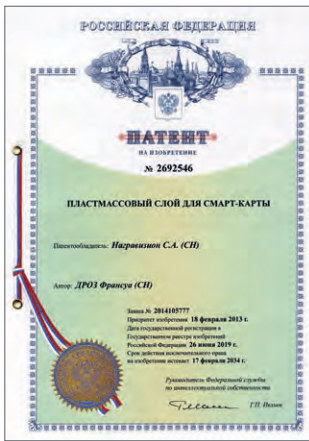 РОССИЙСКАЯ ФЕДЕРАЦИЯ
ПАТЕНТ
НА ИЗОБРЕТЕНИЕ
№ 2692546
ПЛАСТМАССОВЫЙ СЛОЙ ДЛЯ СМАРТ-КАРТЫ
Патентообладатель: Награвизион С.А. (CH)
Автор: ДРОЗ Франсуа (CH)
Заявка № 2014105777
Приоритет изобретения 18 февраля 2013 г.
Дата государственной регистрации в
Государственном реестре изобретений
Российской Федерации 26 июня 2019 г.
Срок действия исключительного права
на изобретение истекает 17 февраля 2034 г.
Руководитель Федеральной службы
по интеллектуальной собственности
Г.П. Ивлиев